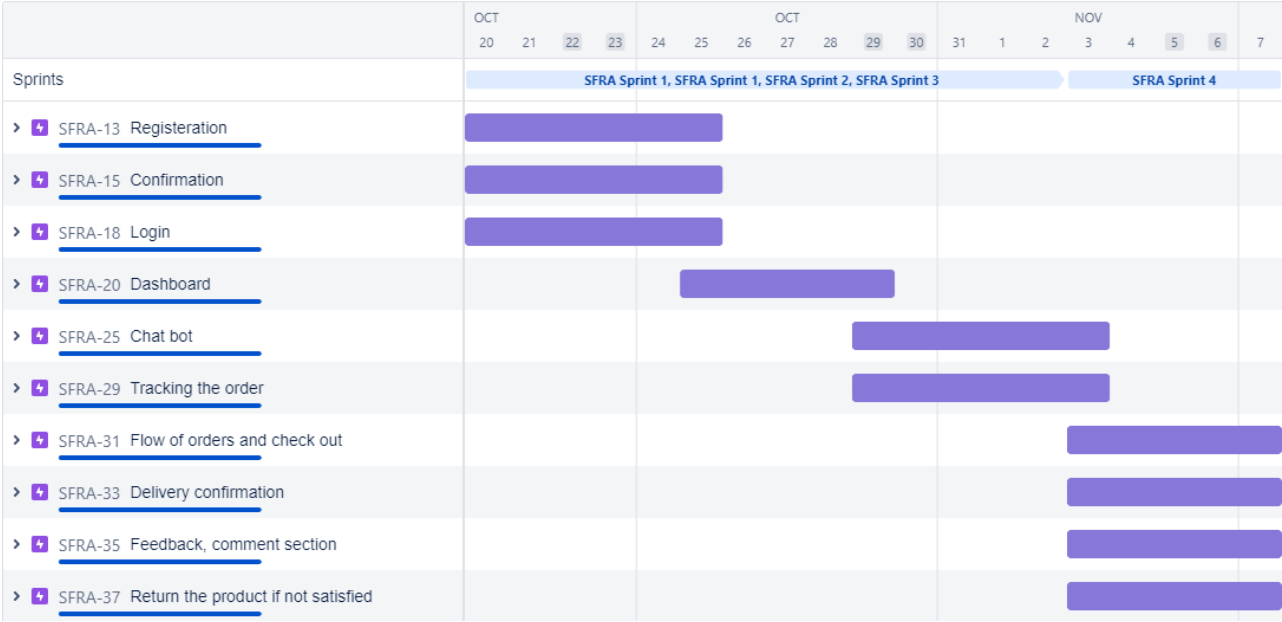 OCT OCT NOV
20 21 22 23 24 25 26 27 28 29 30 31 1 2 3 4 5 6 7
Sprints SFRA Sprint 1, SFRA Sprint 1, SFRA Sprint 2, SFRA Sprint 3 SFRA Sprint 4
SFRA-13 Registeration
SFRA-15 Confirmation
SFRA-18 Login
SFRA-20 Dashboard
SFRA-25 Chat bot
SFRA-29 Tracking the order
SFRA-31 Flow of orders and check out
SFRA-33 Delivery confirmation
SFRA-35 Feedback, comment section
SFRA-37 Return the product if not satisfied